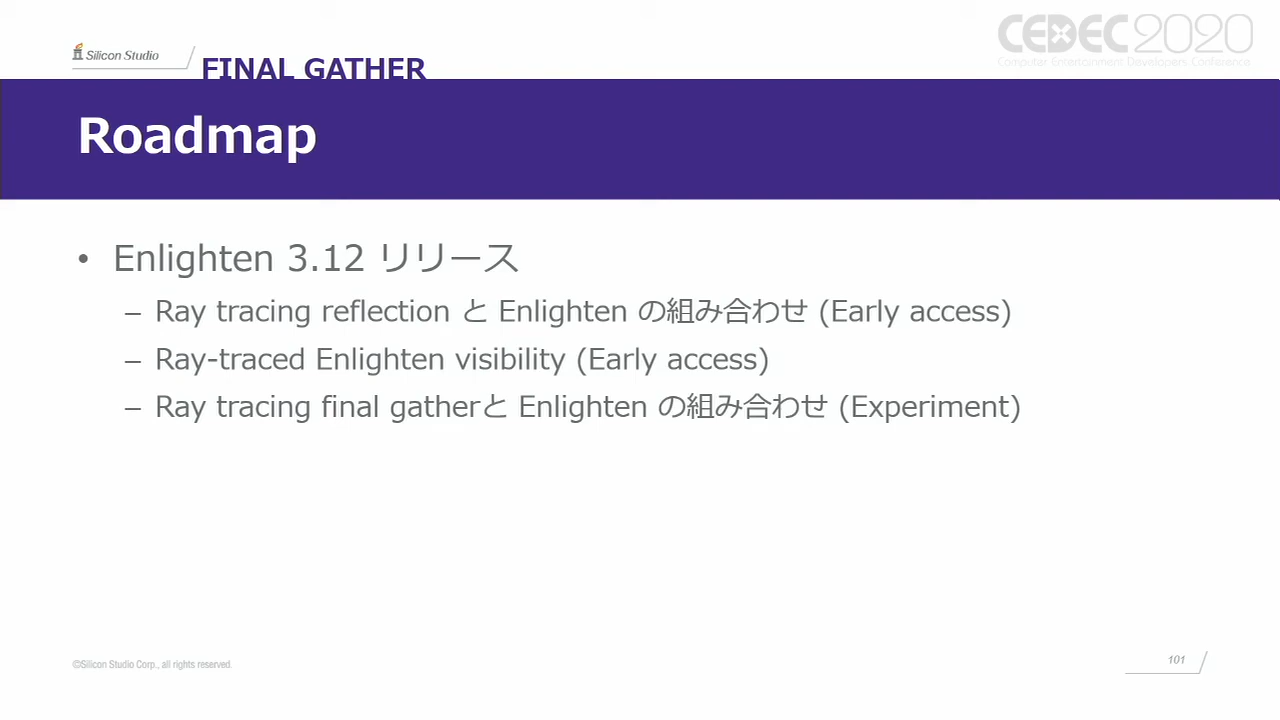 Silicon Studio
CEDEC2020
Computer Entertainment Developers Conference
FINAL GATHER
Roadmap
• Enlighten 3.12 リリース
– Ray tracing reflection と Enlighten の組み合わせ (Early access)
– Ray-traced Enlighten visibility (Early access)
– Ray tracing final gatherと Enlighten の組み合わせ (Experiment)
©Silicon Studio Corp., all rights reserved.
101